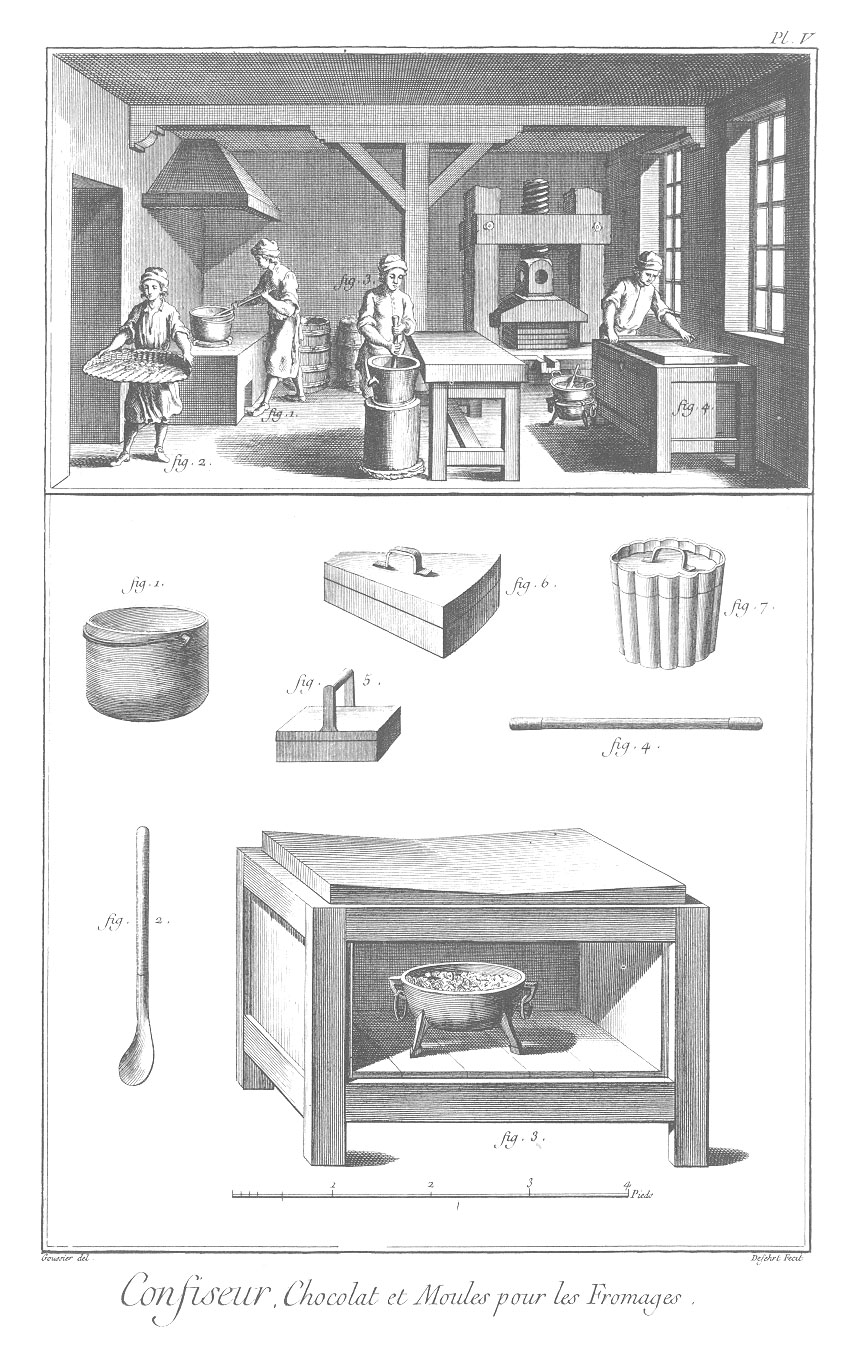 Pl. V
fig. 3.
fig. 4.
fig. 1.
fig. 2.
fig. 1.
fig. 6.
fig. 7.
fig. 5.
fig. 4.
fig. 2.
fig. 3.
1 2 3 4 Pieds
Goussier del.
Defehrt Fecit
Confiseur, Chocolat et Moules pour les Fromages.